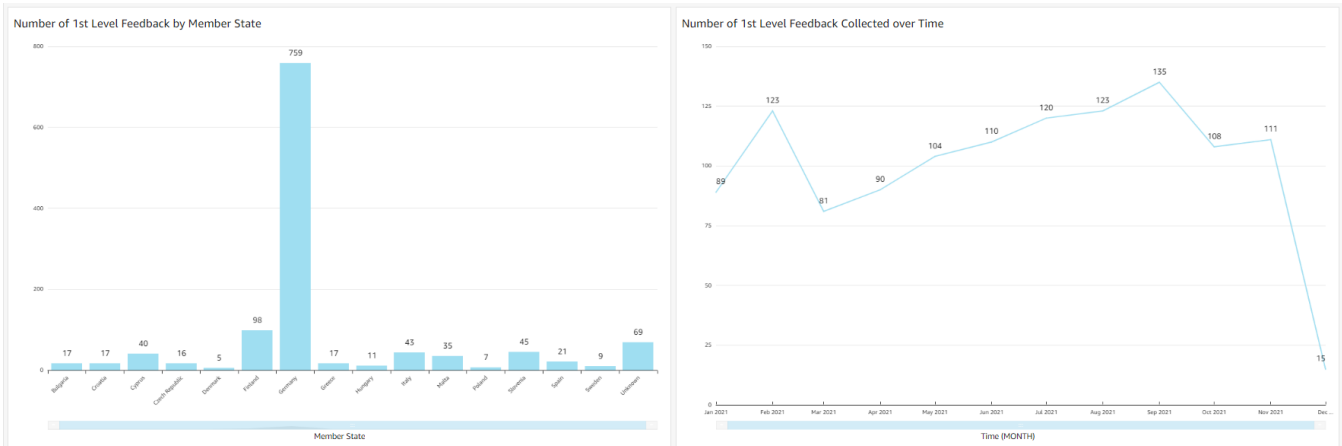 Number of 1st Level Feedback by Member State
800
600
400
200
0
17
17
40
16
5
98
759
17
11
43
35
7
45
21
9
69
Bulgaria
Croatia
Cyprus
Czech Republic
Denmark
Finland
Germany
Greece
Hungary
Italy
Malta
Poland
Slovenia
Spain
Sweden
Unknown
Member State
Number of 1st Level Feedback Collected over Time
150
125
100
75
50
25
0
89
123
81
90
104
110
120
123
135
108
111
15
Jan 2021
Feb 2021
Mar 2021
Apr 2021
May 2021
Jun 2021
Jul 2021
Aug 2021
Sep 2021
Oct 2021
Nov 2021
Dec ...
Time (MONTH)